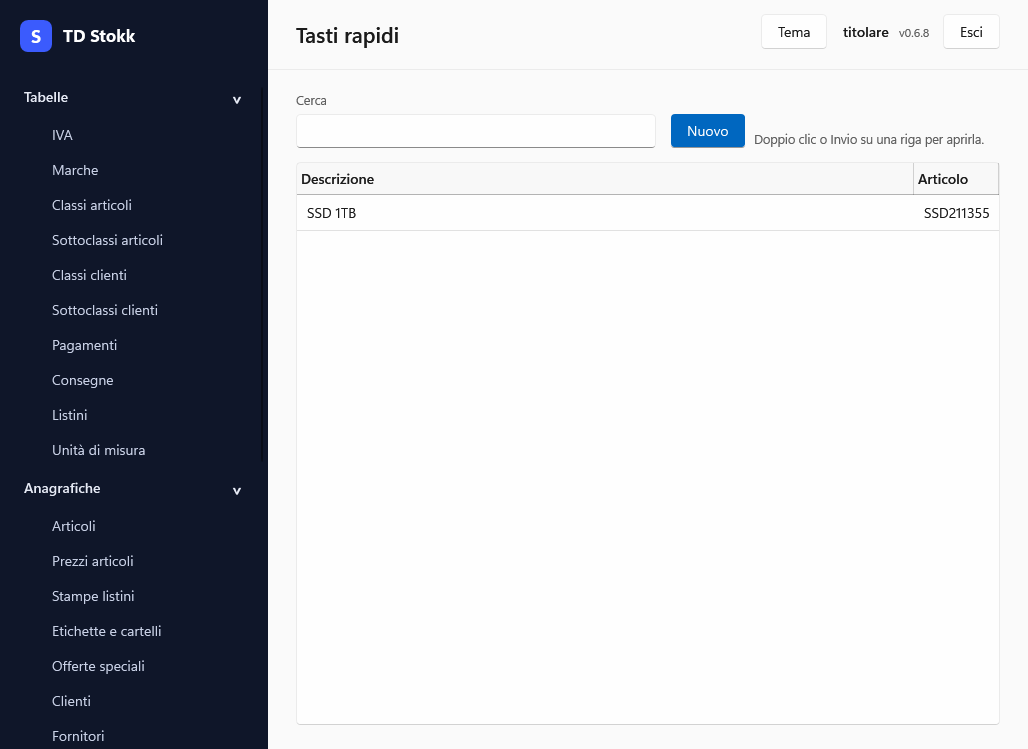 S TD Stokk
Tabelle v
IVA
Marche
Classi articoli
Sottoclassi articoli
Classi clienti
Sottoclassi clienti
Pagamenti
Consegne
Listini
Unità di misura
Anagrafiche v
Articoli
Prezzi articoli
Stampe listini
Etichette e cartelli
Offerte speciali
Clienti
Fornitori
Tasti rapidi Tema titolare v0.6.8 Esci
Cerca
Nuovo Doppio clic o Invio su una riga per aprirla.
Descrizione Articolo
SSD 1TB SSD211355